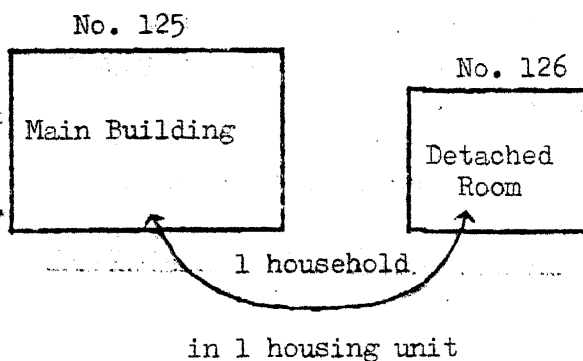 No. 125
No. 126
Main Building
Detached
Room
1 household
in 1 housing unit